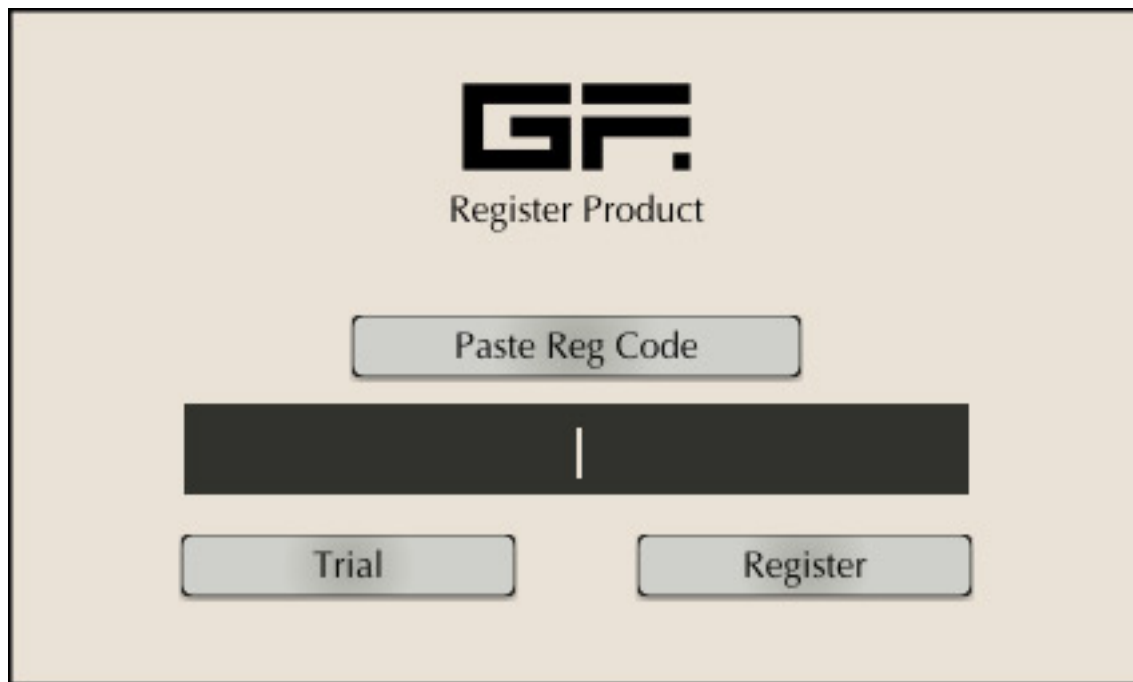 GF.
Register Product
Paste Reg Code
Trial
Register